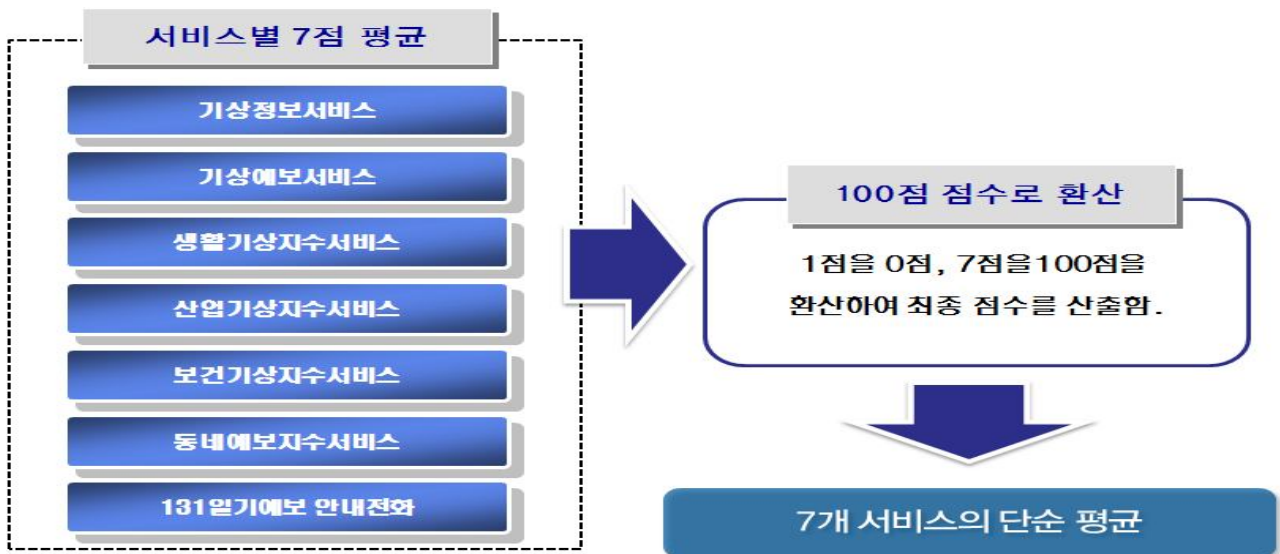 서비스별 7점 평균
기상정보서비스
기상예보서비스
생활기상지수서비스
산업기상지수서비스
보건기상지수서비스
동네예보지수서비스
131일기예보 안내전화
100점 점수로 환산
1점을 0점, 7점을100점을
환산하여 최종 점수를 산출함.
7개 서비스의 단순 평균